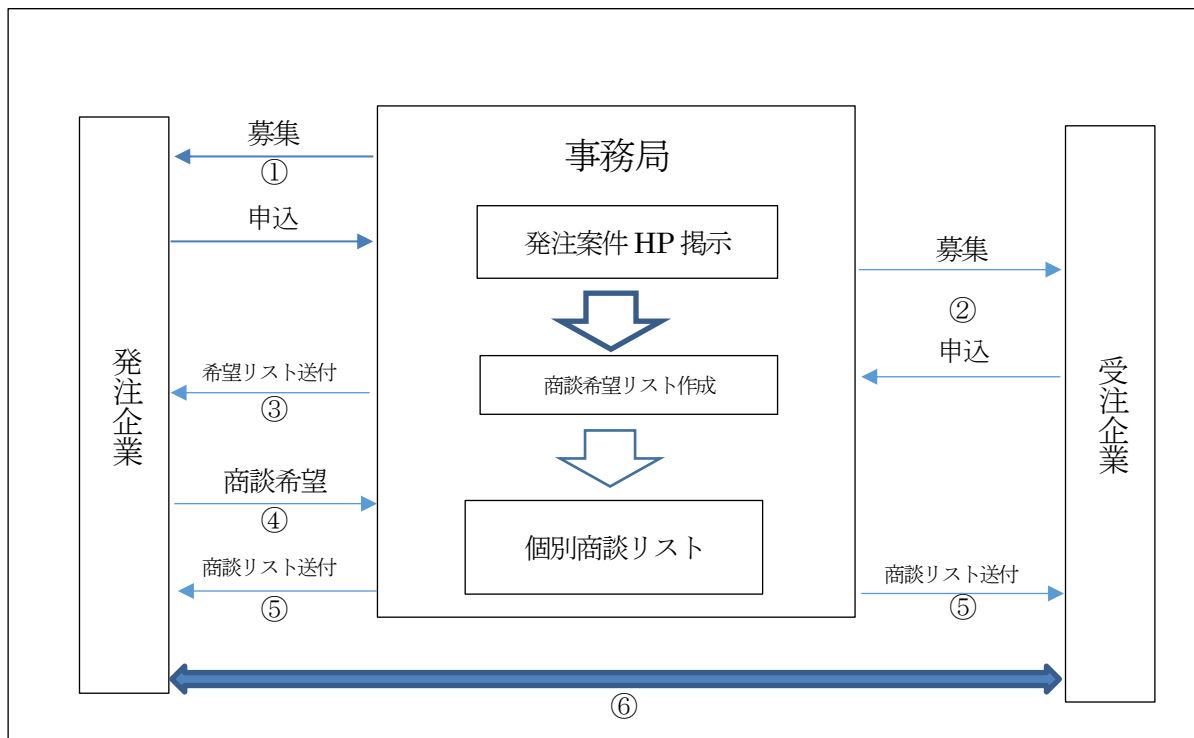 募集
①
事務局
申込
発注案件 HP 掲示
募集
②
申込
希望リスト送付
③
商談希望リスト作成
発注企業
受注企業
商談希望
④
個別商談リスト
商談リスト送付
⑤
商談リスト送付
⑤
⑥